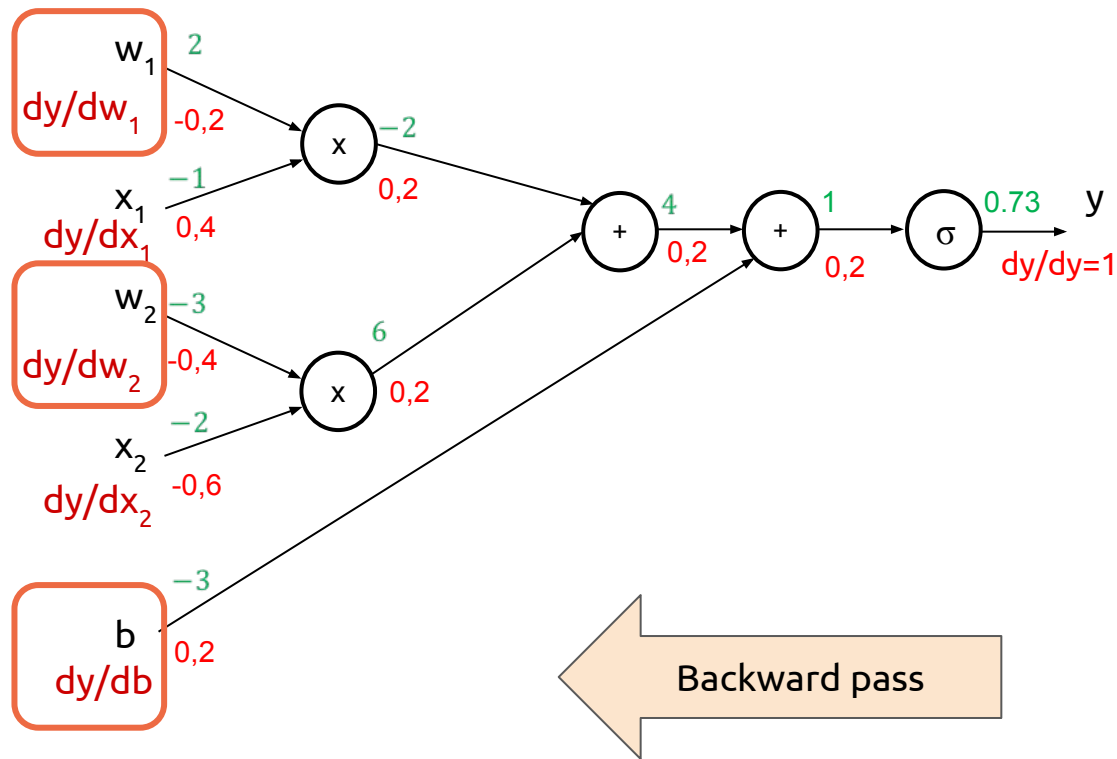 w₁
2
dy/dw₁
-0,2
x
−2
0,2
−1
x₁
0,4
dy/dx₁
+
4
0,2
+
1
0,2
σ
0.73
y
dy/dy=1
w₂
−3
dy/dw₂
-0,4
x
6
0,2
−2
x₂
-0,6
dy/dx₂
−3
b
0,2
dy/db
Backward pass